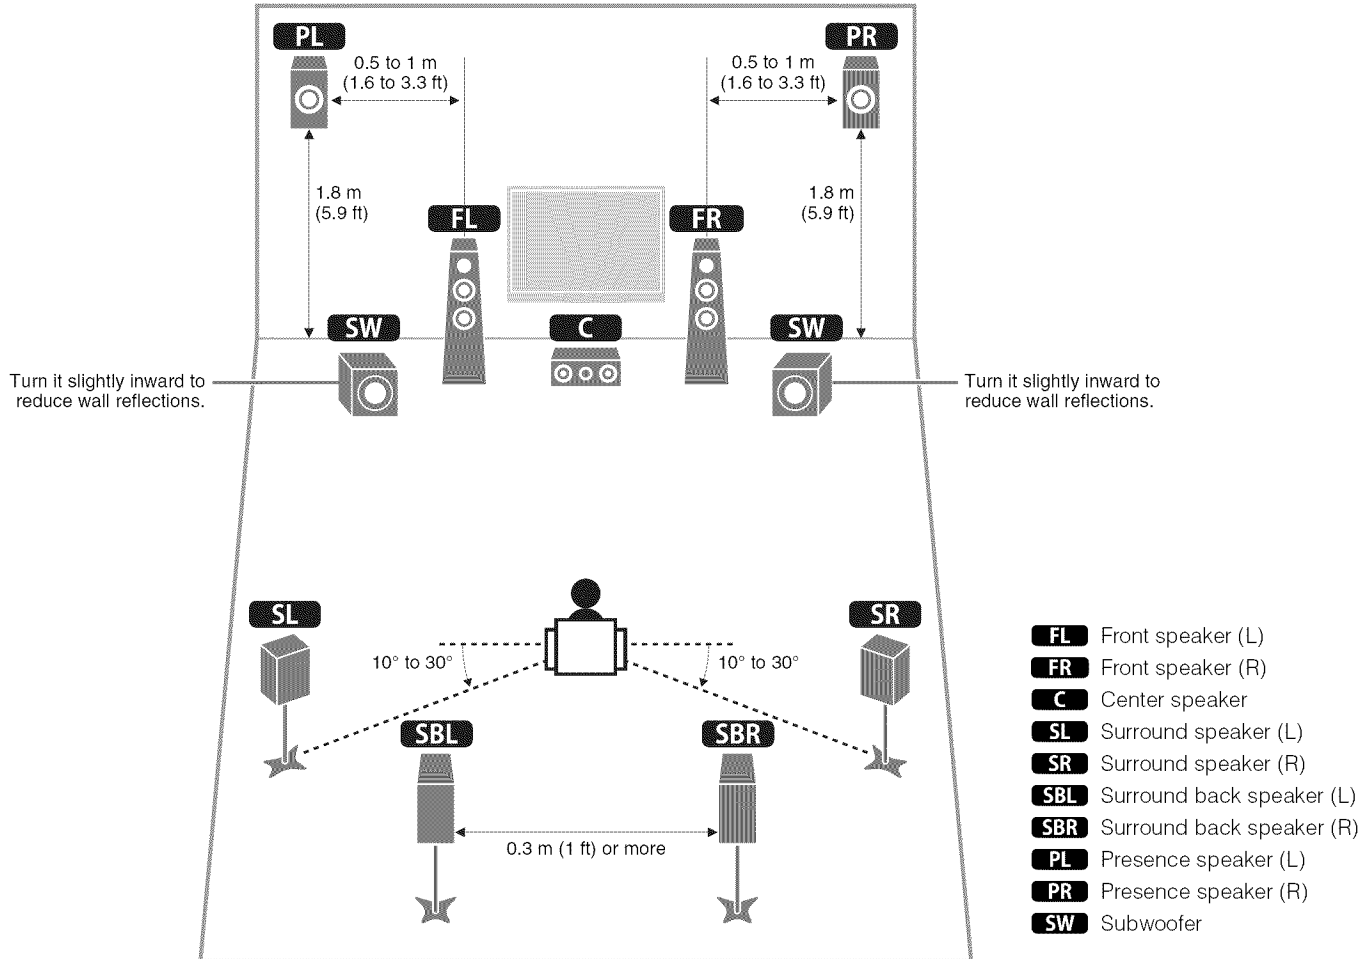 PL
PR
0.5 to 1 m
(1.6 to 3.3 ft)
0.5 to 1 m
(1.6 to 3.3 ft)
1.8 m
(5.9 ft)
1.8 m
(5.9 ft)
FL
FR
SW
C
SW
Turn it slightly inward to
reduce wall reflections.
Turn it slightly inward to
reduce wall reflections.
SL
SR
10° to 30°
10° to 30°
SBL
SBR
0.3 m (1 ft) or more
FL Front speaker (L)
FR Front speaker (R)
C Center speaker
SL Surround speaker (L)
SR Surround speaker (R)
SBL Surround back speaker (L)
SBR Surround back speaker (R)
PL Presence speaker (L)
PR Presence speaker (R)
SW Subwoofer